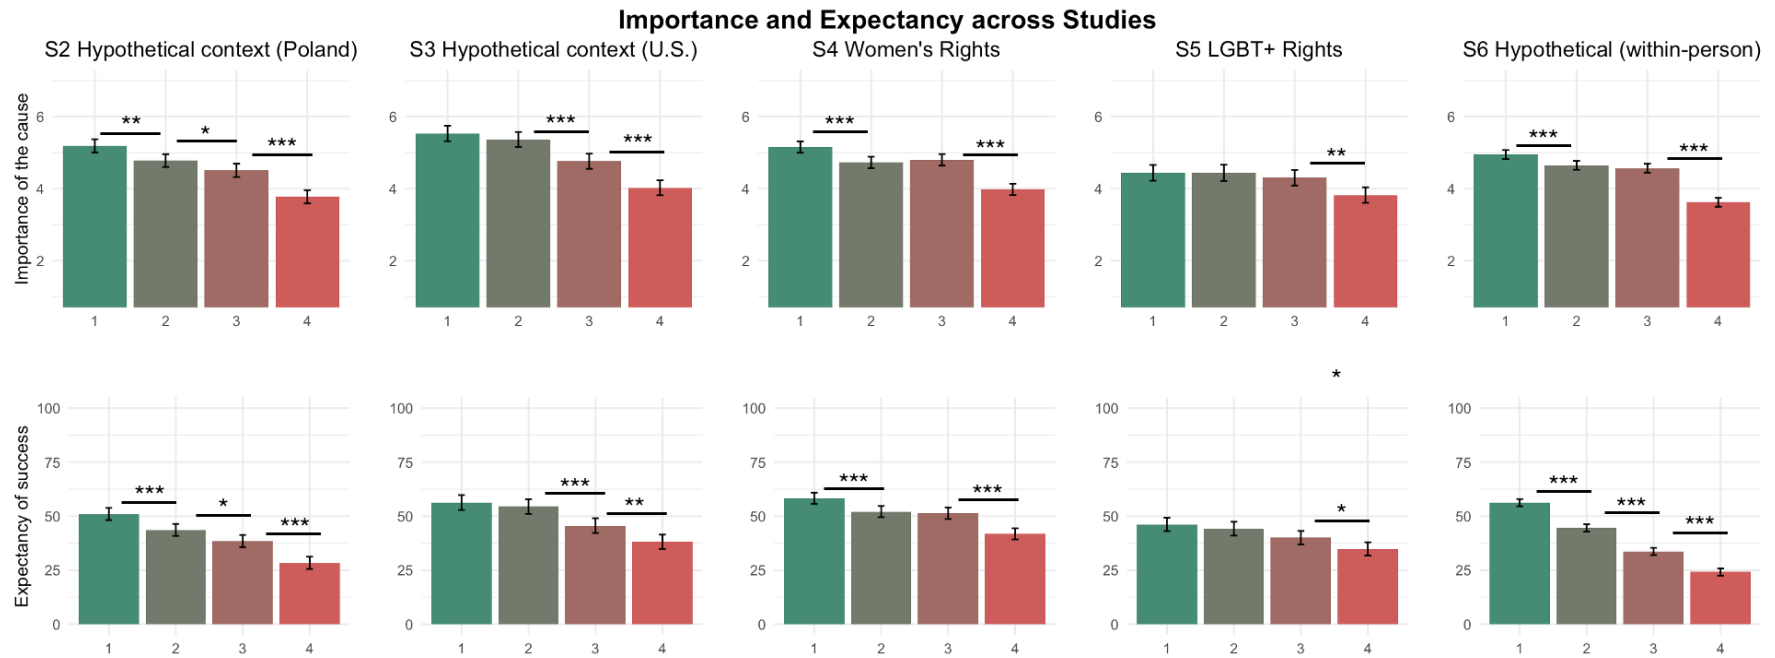 Importance and Expectancy across Studies
S2 Hypothetical context (Poland)
S3 Hypothetical context (U.S.)
S4 Women's Rights
S5 LGBT+ Rights
S6 Hypothetical (within-person)
Importance of the cause
6
4
2
** * ***
1 2 3 4
6
4
2
*** ***
1 2 3 4
6
4
2
*** ***
1 2 3 4
6
4
2
**
1 2 3 4
6
4
2
*** ***
1 2 3 4
Expectancy of success
100
75
50
25
0
*** * ***
1 2 3 4
100
75
50
25
0
*** **
1 2 3 4
100
75
50
25
0
*** ***
1 2 3 4
*
100
75
50
25
0
*
1 2 3 4
100
75
50
25
0
*** *** ***
1 2 3 4